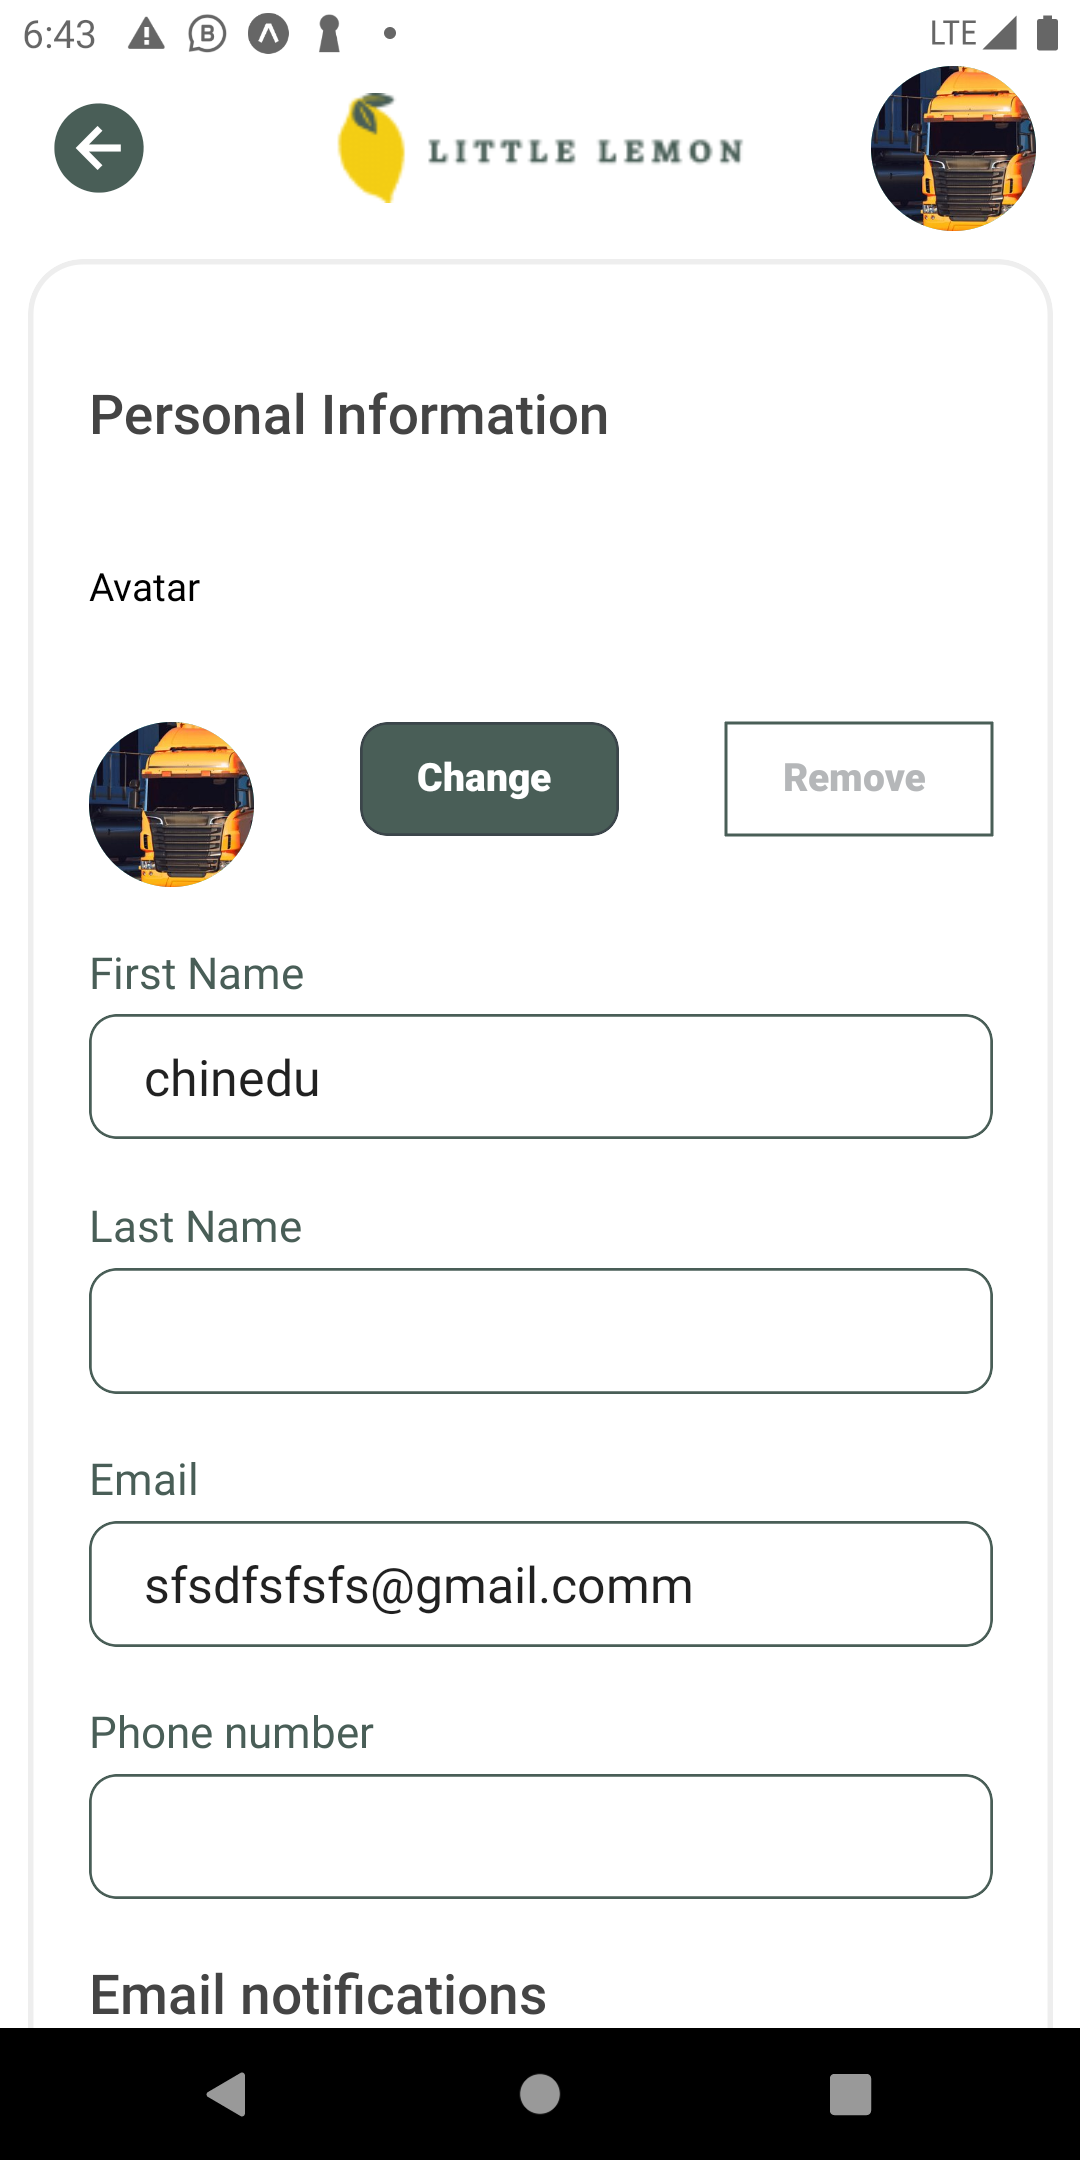 6:43
LTE
LITTLE LEMON
Personal Information
Avatar
Change
Remove
First Name
chinedu
Last Name
Email
sfsdfsfsfs@gmail.comm
Phone number
Email notifications